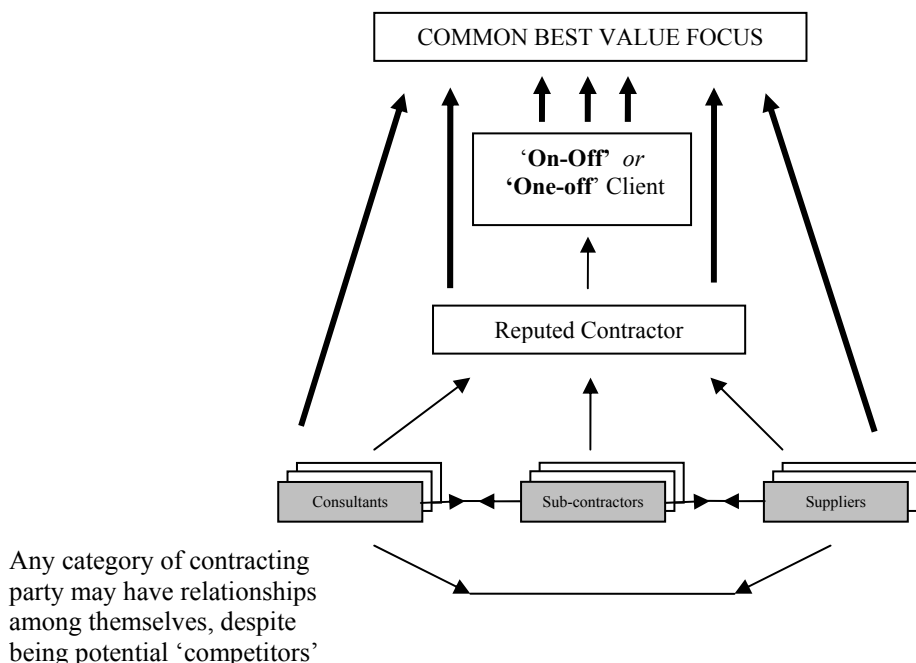 COMMON BEST VALUE FOCUS
‘On-Off’ or
‘One-off’ Client
Reputed Contractor
Consultants
Sub-contractors
Suppliers
Any category of contracting
party may have relationships
among themselves, despite
being potential ‘competitors’